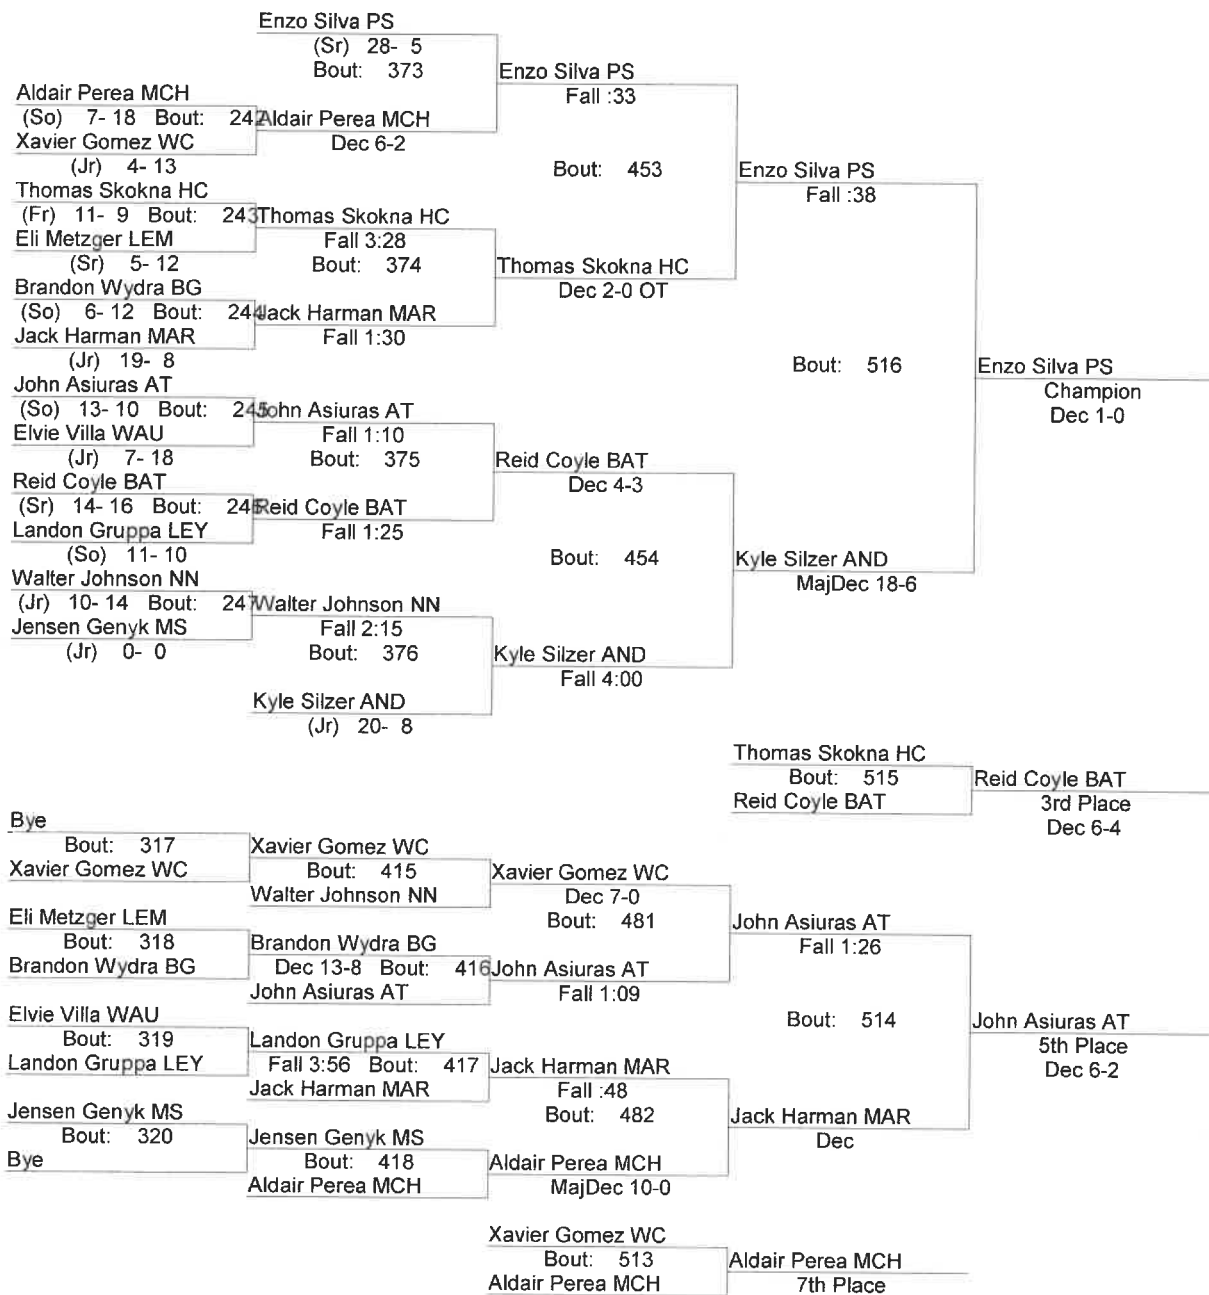 Enzo Silva PS
(Sr) 28- 5
Bout: 373
Enzo Silva PS
Fall :33
Aldair Perea MCH
(So) 7- 18 Bout: 242
Aldair Perea MCH
Xavier Gomez WC
Dec 6-2
(Jr) 4- 13
Bout: 453
Enzo Silva PS
Fall :38
Thomas Skokna HC
(Fr) 11- 9 Bout: 243
Thomas Skokna HC
Eli Metzger LEM
Fall 3:28
(Sr) 5- 12
Bout: 374
Thomas Skokna HC
Dec 2-0 OT
Brandon Wydra BG
(So) 6- 12 Bout: 244
Jack Harman MAR
Jack Harman MAR
Fall 1:30
(Jr) 19- 8
Bout: 516
Enzo Silva PS
Champion
Dec 1-0
John Asiuras AT
(So) 13- 10 Bout: 245
John Asiuras AT
Elvie Villa WAU
Fall 1:10
(Jr) 7- 18
Bout: 375
Reid Coyle BAT
Dec 4-3
Reid Coyle BAT
(Sr) 14- 16 Bout: 246
Reid Coyle BAT
Landon Gruppa LEY
Fall 1:25
(So) 11- 10
Bout: 454
Kyle Silzer AND
MajDec 18-6
Walter Johnson NN
(Jr) 10- 14 Bout: 247
Walter Johnson NN
Jensen Genyk MS
Fall 2:15
(Jr) 0- 0
Bout: 376
Kyle Silzer AND
Fall 4:00
Kyle Silzer AND
(Jr) 20- 8
Thomas Skokna HC
Bout: 515
Reid Coyle BAT
Reid Coyle BAT
3rd Place
Dec 6-4
Bye
Bout: 317
Xavier Gomez WC
Xavier Gomez WC
Bout: 415
Xavier Gomez WC
Walter Johnson NN
Dec 7-0
Bout: 481
John Asiuras AT
Fall 1:26
Eli Metzger LEM
Bout: 318
Brandon Wydra BG
Brandon Wydra BG
Dec 13-8 Bout: 416
John Asiuras AT
John Asiuras AT
Fall 1:09
Bout: 514
John Asiuras AT
5th Place
Dec 6-2
Elvie Villa WAU
Bout: 319
Landon Gruppa LEY
Landon Gruppa LEY
Fall 3:56 Bout: 417
Jack Harman MAR
Jack Harman MAR
Fall :48
Bout: 482
Jack Harman MAR
Dec
Jensen Genyk MS
Bout: 320
Bye
Jensen Genyk MS
Bout: 418
Aldair Perea MCH
Aldair Perea MCH
MajDec 10-0
Xavier Gomez WC
Bout: 513
Aldair Perea MCH
Aldair Perea MCH
7th Place